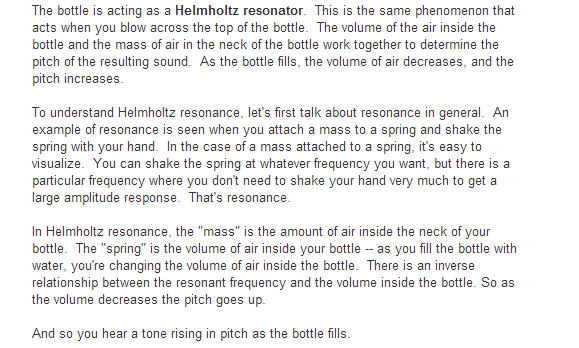 The bottle is acting as a Helmholtz resonator.  This is the same phenomenon that
acts when you blow across the top of the bottle.  The volume of the air inside the
bottle and the mass of air in the neck of the bottle work together to determine the
pitch of the resulting sound.  As the bottle fills, the volume of air decreases, and the
pitch increases.
To understand Helmholtz resonance, let's first talk about resonance in general.  An
example of resonance is seen when you attach a mass to a spring and shake the
spring with your hand.  In the case of a mass attached to a spring, it's easy to
visualize.  You can shake the spring at whatever frequency you want, but there is a
particular frequency where you don't need to shake your hand very much to get a
large amplitude response.  That's resonance.
In Helmholtz resonance, the "mass" is the amount of air inside the neck of your
bottle.  The "spring" is the volume of air inside your bottle -- as you fill the bottle with
water, you're changing the volume of air inside the bottle.  There is an inverse
relationship between the resonant frequency and the volume inside the bottle. So as
the volume decreases the pitch goes up.
And so you hear a tone rising in pitch as the bottle fills.